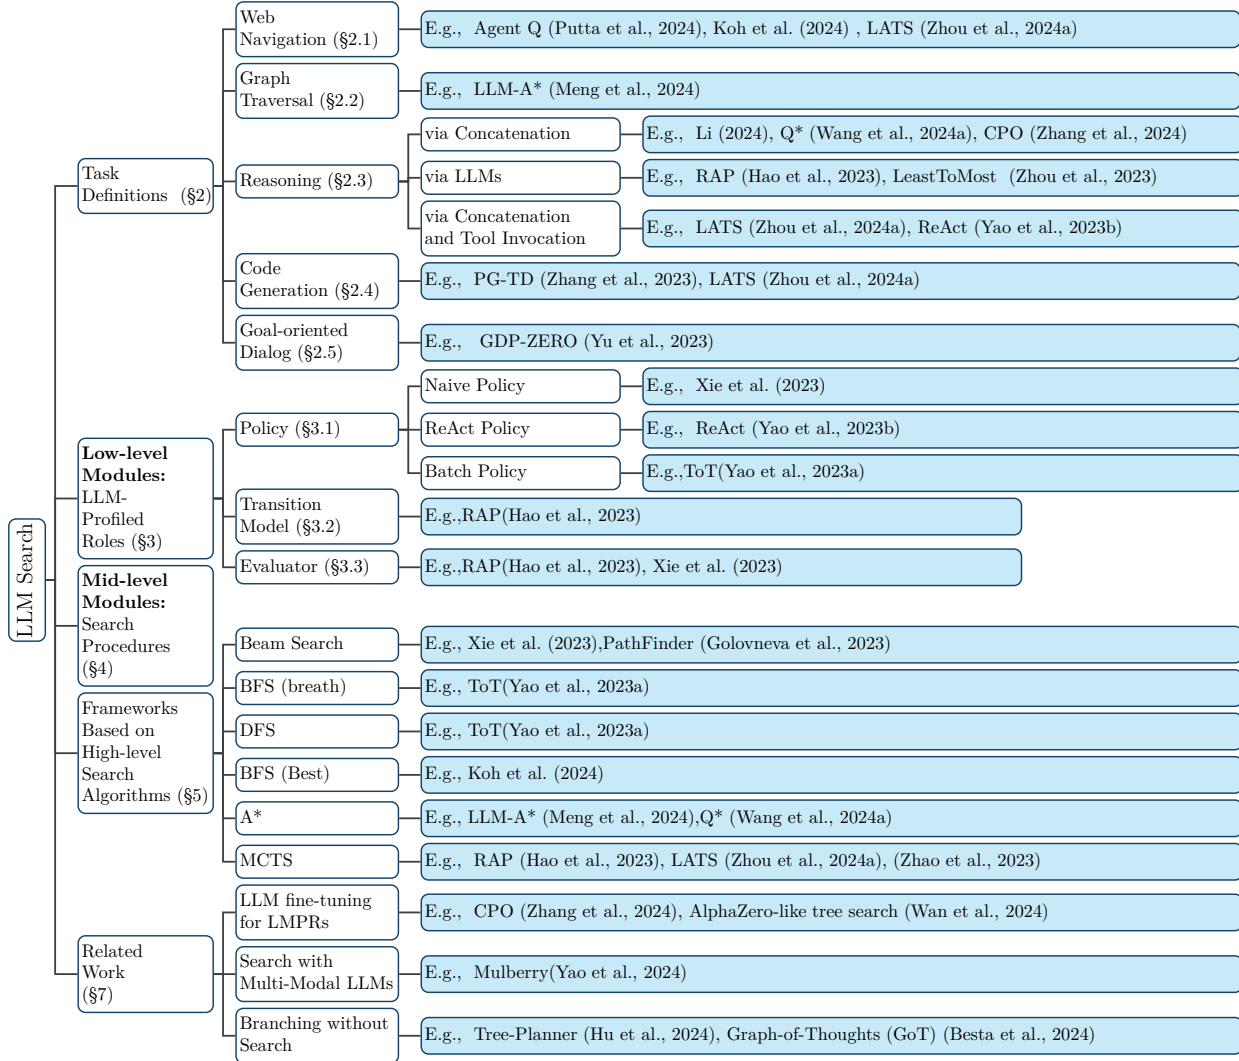 LLM Search
Task
Definitions (§2)
Web
Navigation (§2.1)
E.g., Agent Q (Putta et al., 2024), Koh et al. (2024) , LATS (Zhou et al., 2024a)
Graph
Traversal (§2.2)
E.g., LLM-A* (Meng et al., 2024)
Reasoning (§2.3)
via Concatenation
E.g., Li (2024), Q* (Wang et al., 2024a), CPO (Zhang et al., 2024)
via LLMs
E.g., RAP (Hao et al., 2023), LeastToMost (Zhou et al., 2023)
via Concatenation
and Tool Invocation
E.g., LATS (Zhou et al., 2024a), ReAct (Yao et al., 2023b)
Code
Generation (§2.4)
E.g., PG-TD (Zhang et al., 2023), LATS (Zhou et al., 2024a)
Goal-oriented
Dialog (§2.5)
E.g., GDP-ZERO (Yu et al., 2023)
Low-level
Modules:
LLM-
Profiled
Roles (§3)
Policy (§3.1)
Naive Policy
E.g., Xie et al. (2023)
ReAct Policy
E.g., ReAct (Yao et al., 2023b)
Batch Policy
E.g.,ToT(Yao et al., 2023a)
Transition
Model (§3.2)
E.g.,RAP(Hao et al., 2023)
Evaluator (§3.3)
E.g.,RAP(Hao et al., 2023), Xie et al. (2023)
Mid-level
Modules:
Search
Procedures
(§4)
Frameworks
Based on
High-level
Search
Algorithms (§5)
Beam Search
E.g., Xie et al. (2023),PathFinder (Golovneva et al., 2023)
BFS (breath)
E.g., ToT(Yao et al., 2023a)
DFS
E.g., ToT(Yao et al., 2023a)
BFS (Best)
E.g., Koh et al. (2024)
A*
E.g., LLM-A* (Meng et al., 2024),Q* (Wang et al., 2024a)
MCTS
E.g., RAP (Hao et al., 2023), LATS (Zhou et al., 2024a), (Zhao et al., 2023)
Related
Work
(§7)
LLM fine-tuning
for LMPRs
E.g., CPO (Zhang et al., 2024), AlphaZero-like tree search (Wan et al., 2024)
Search with
Multi-Modal LLMs
E.g., Mulberry(Yao et al., 2024)
Branching without
Search
E.g., Tree-Planner (Hu et al., 2024), Graph-of-Thoughts (GoT) (Besta et al., 2024)